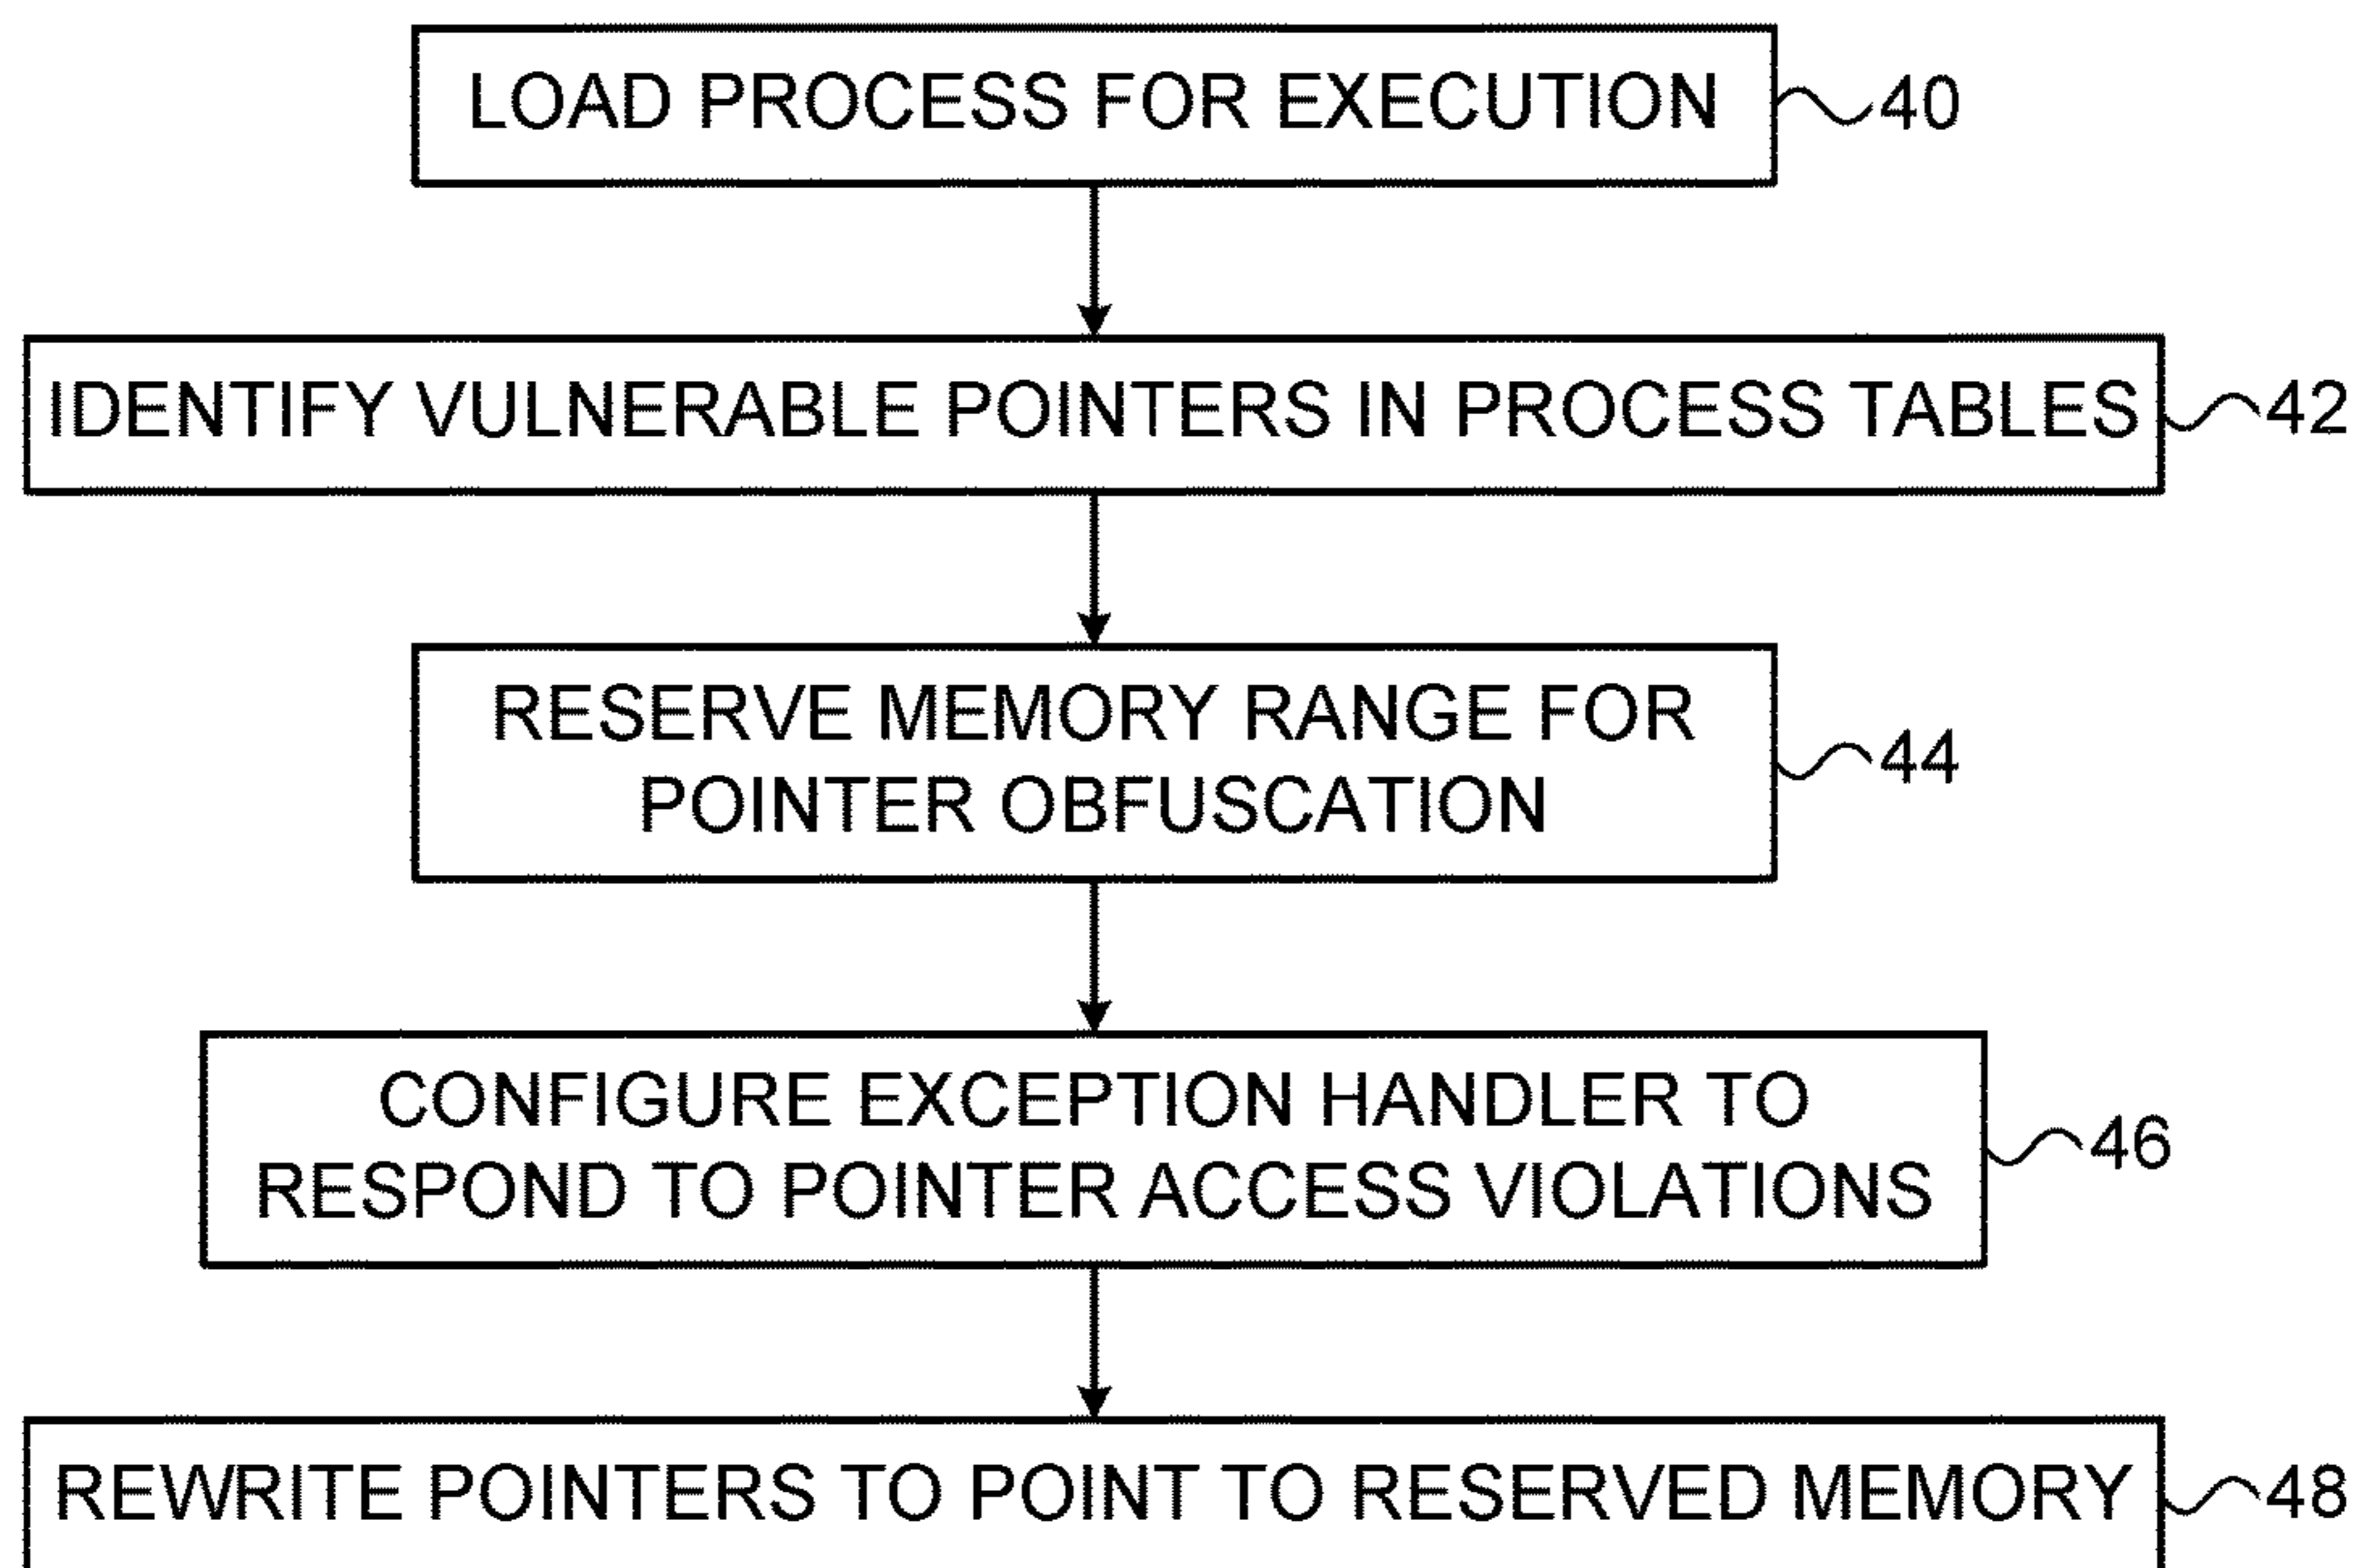 LOAD PROCESS FOR EXECUTION 40
IDENTIFY VULNERABLE POINTERS IN PROCESS TABLES 42
RESERVE MEMORY RANGE FOR
POINTER OBFUSCATION
44
CONFIGURE EXCEPTION HANDLER TO
RESPOND TO POINTER ACCESS VIOLATIONS
46
REWRITE POINTERS TO POINT TO RESERVED MEMORY 48